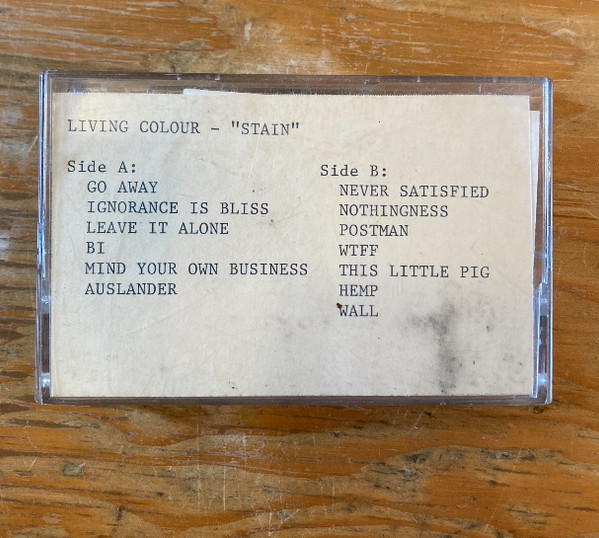 LIVING COLOUR - "STAIN"
Side A:
GO AWAY
IGNORANCE IS BLISS
LEAVE IT ALONE
BI
MIND YOUR OWN BUSINESS
AUSLANDER
Side B:
NEVER SATISFIED
NOTHINGNESS
POSTMAN
WTFF
THIS LITTLE PIG
HEMP
WALL